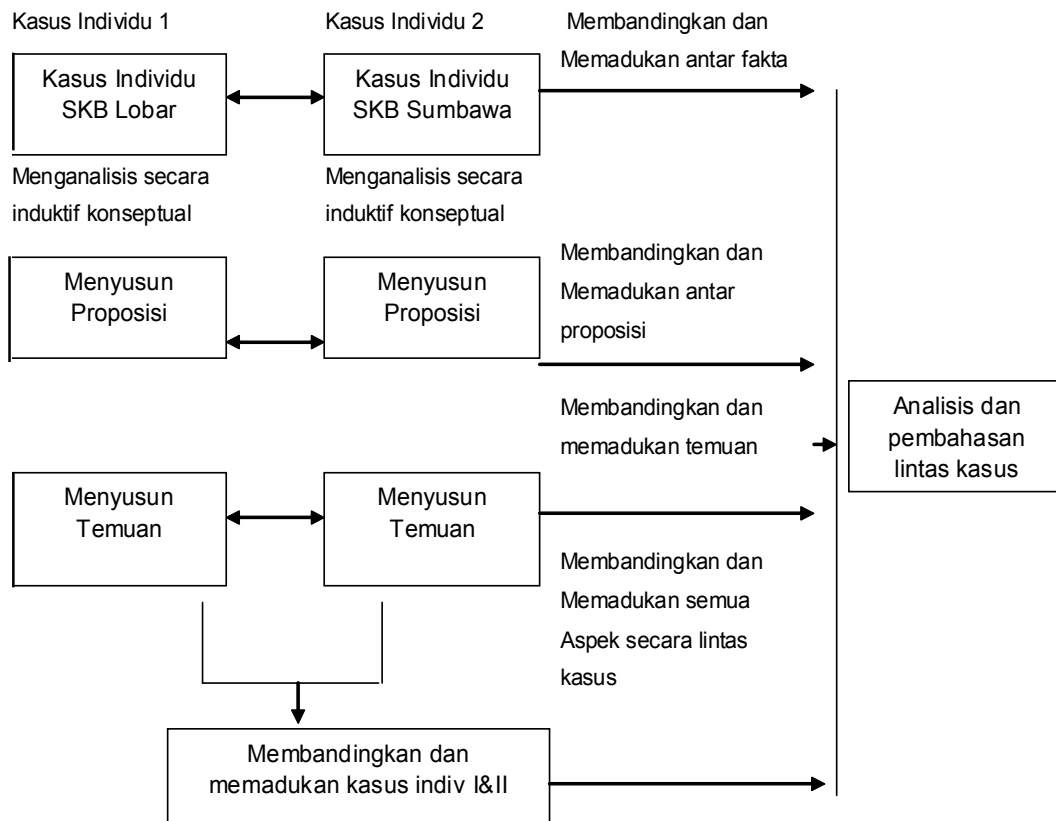 Kasus Individu 1
Kasus Individu 2
Membandingkan dan
Memadukan antar fakta
Kasus Individu
SKB Lobar
Kasus Individu
SKB Sumbawa
Menganalisis secara
induktif konseptual
Menganalisis secara
induktif konseptual
Membandingkan dan
Memadukan antar
proposisi
Menyusun
Proposisi
Menyusun
Proposisi
Membandingkan dan
memadukan temuan
Analisis dan
pembahasan
lintas kasus
Menyusun
Temuan
Menyusun
Temuan
Membandingkan dan
Memadukan semua
Aspek secara lintas
kasus
Membandingkan dan
memadukan kasus indiv I&II